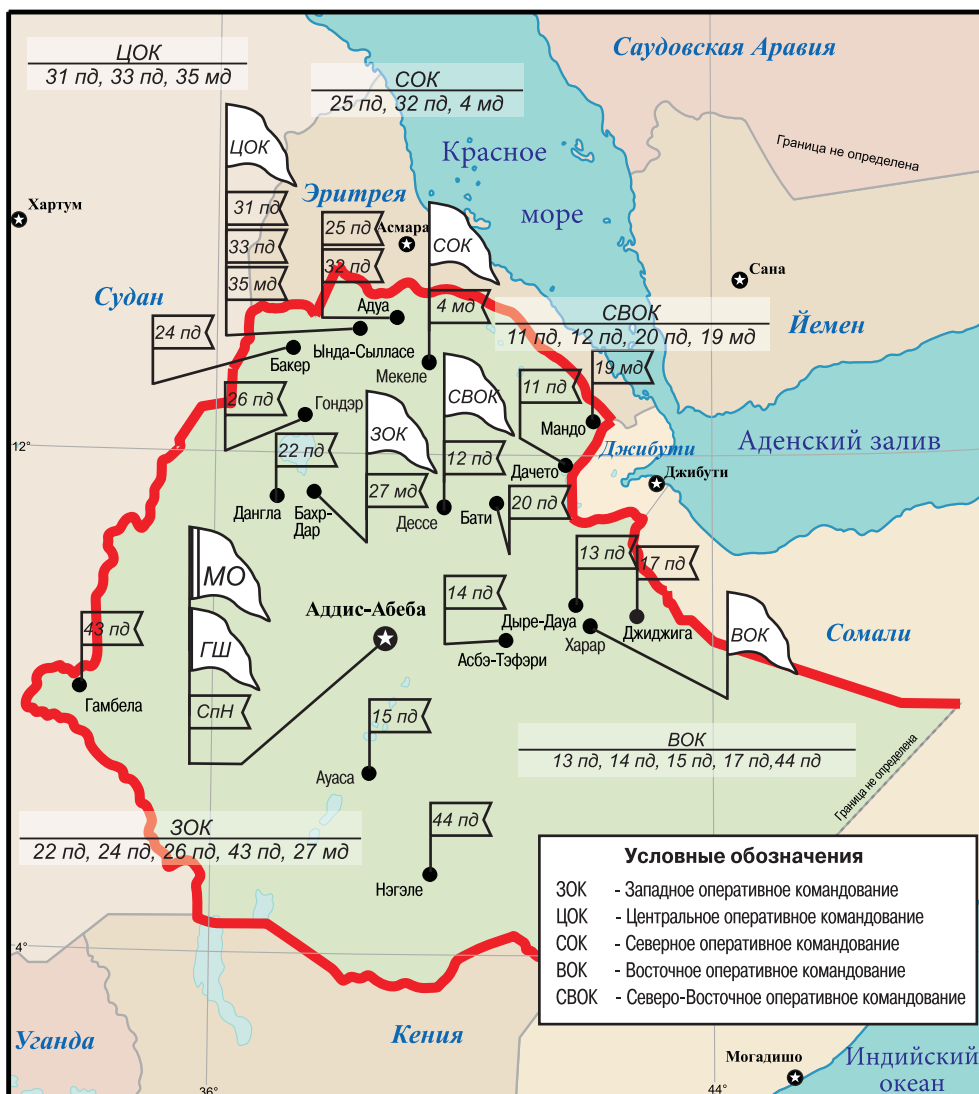 ЦОК
31 пд, 33 пд, 35 мд
СОК
25 пд, 32 пд, 4 мд
Саудовская Аравия
Красное
море
Граница не определена
ЦОК
Эритрея
31 пд
33 пд
35 мд
25 пд
32 пд
Асмара
СОК
4 мд
Хартум
Судан
Сана
Йемен
СВОК
11 пд, 12 пд, 20 пд, 19 мд
24 пд
Адуа
Ында-Сылласе
Бакер
Мекеле
19 мд
11 пд
СВОК
26 пд
Гондэр
ЗОК
Мандо
12°
22 пд
12 пд
Аденский залив
Джибути
Джибути
Дачето
27 мд
20 пд
Дангла
Бахр-
Дар
Дессе
Бати
МО
13 пд
17 пд
14 пд
Аддис-Абеба
43 пд
ГШ
Дыре-Дауа
Харар
Джиджига
ВОК
Сомали
Асбэ-Тэфэри
Гамбела
СпН
15 пд
Ауаса
ВОК
13 пд, 14 пд, 15 пд, 17 пд,44 пд
Граница не определена
44 пд
ЗОК
22 пд, 24 пд, 26 пд, 43 пд, 27 мд
Нэгэле
Условные обозначения
ЗОК - Западное оперативное командование
ЦОК - Центральное оперативное командование
СОК - Северное оперативное командование
ВОК - Восточное оперативное командование
СВОК - Северо-Восточное оперативное командование
4°
Уганда
Кения
Могадишо
Индийский
океан
36°
44°